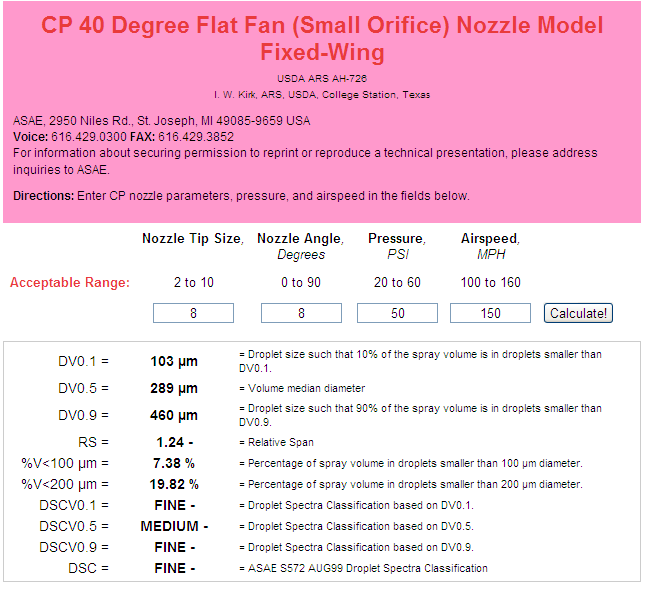 CP 40 Degree Flat Fan (Small Orifice) Nozzle Model
Fixed-Wing
USDA ARS AH-726
I. W. Kirk, ARS, USDA, College Station, Texas
ASAE, 2950 Niles Rd., St. Joseph, MI 49085-9659 USA
Voice: 616.429.0300 FAX: 616.429.3852
For information about securing permission to reprint or reproduce a technical presentation, please address
inquiries to ASAE.
Directions: Enter CP nozzle parameters, pressure, and airspeed in the fields below.
Nozzle Tip Size, Nozzle Angle, Pressure, Airspeed,
Degrees PSI MPH
Acceptable Range: 2 to 10 0 to 90 20 to 60 100 to 160
8 8 50 150 Calculate!
DV0.1 = 103 µm = Droplet size such that 10% of the spray volume is in droplets smaller than
DV0.1.
DV0.5 = 289 µm = Volume median diameter
DV0.9 = 460 µm = Droplet size such that 90% of the spray volume is in droplets smaller than
DV0.9.
RS = 1.24 - = Relative Span
%V<100 µm = 7.38 % = Percentage of spray volume in droplets smaller than 100 µm diameter.
%V<200 µm = 19.82 % = Percentage of spray volume in droplets smaller than 200 µm diameter.
DSCV0.1 = FINE - = Droplet Spectra Classification based on DV0.1.
DSCV0.5 = MEDIUM - = Droplet Spectra Classification based on DV0.5.
DSCV0.9 = FINE - = Droplet Spectra Classification based on DV0.9.
DSC = FINE - = ASAE S572 AUG99 Droplet Spectra Classification